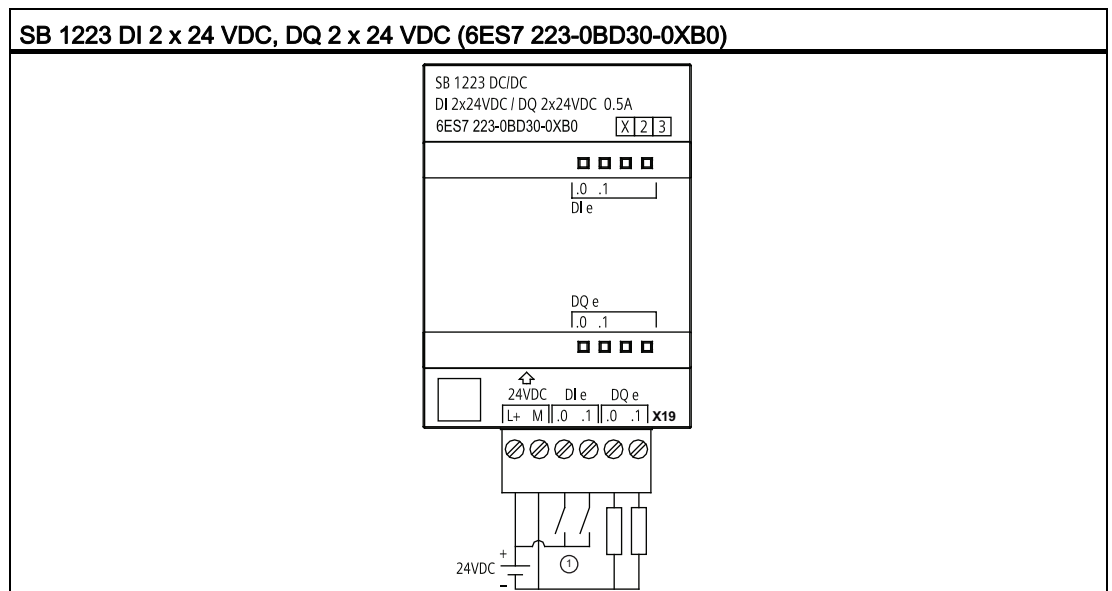 SB 1223 DI 2 x 24 VDC, DQ 2 x 24 VDC (6ES7 223-0BD30-0XB0)
SB 1223 DC/DC
DI 2x24VDC / DQ 2x24VDC 0.5A
6ES7 223-0BD30-0XB0 X 2 3
.0 .1
DI e
DQ e
.0 .1
24VDC DI e DQ e
L+ M .0 .1 .0 .1 X19
+
24VDC
1
-